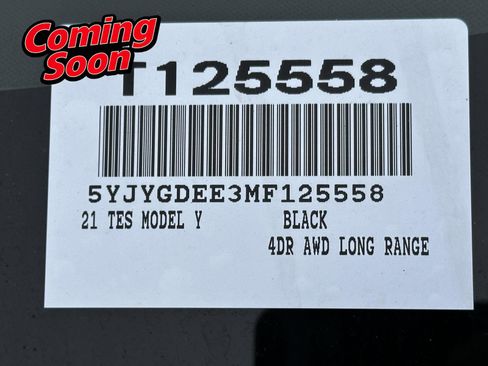 Coming
Soon
T125558
5YJYGDEE3MF125558
21 TES MODEL Y BLACK
4DR AWD LONG RANGE